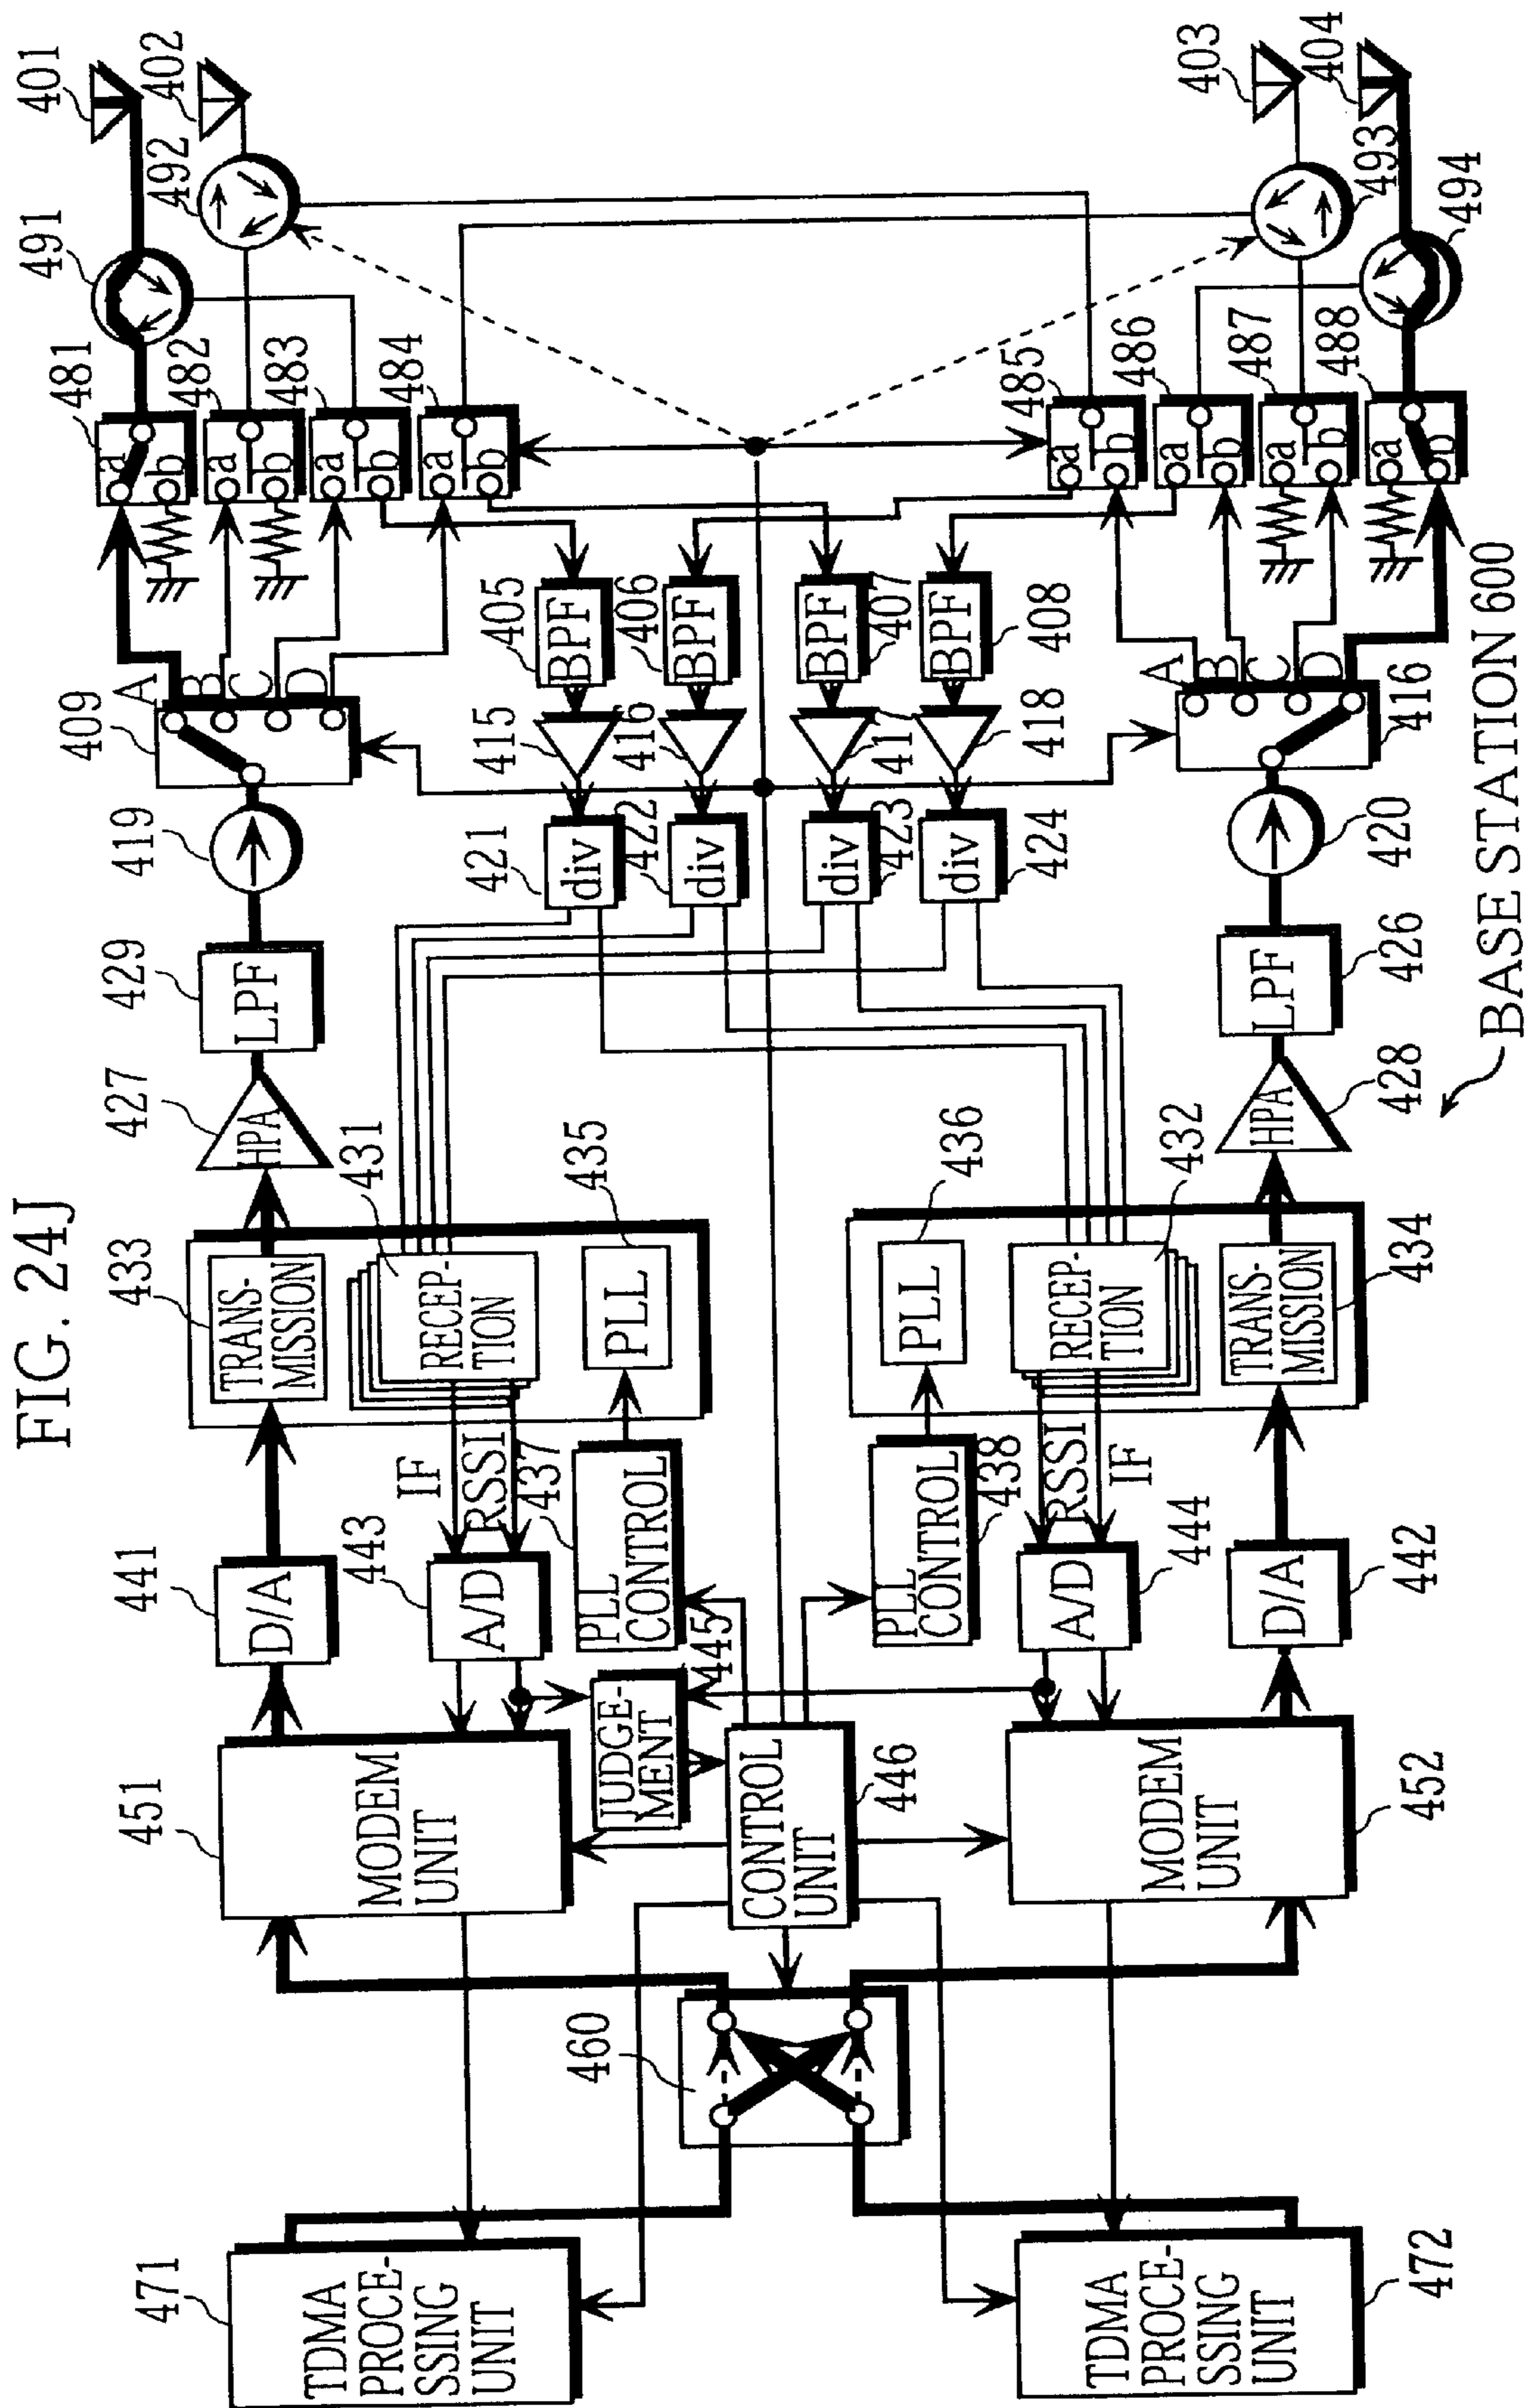 FIG. 24J
401
402
491
492
481
482
483
484
a
b
a
b
a
b
a
b
409
A
B
C
D
419
429
LPF
427
HPA
433
TRANS-
MISSION
431
RECEP-
TION
435
PLL
441
D/A
IF
RSSI
443
A/D
437
PLL
CONTROL
451
MODEM
UNIT
445
JUDGE-
MENT
471
TDMA
PROCE-
SSING
UNIT
460
CONTROL
UNIT
446
405
BPF
406
BPF
BPF
407
BPF
408
415
416
417
418
421
div
422
div
div
423
div
424
403
404
493
494
485
486
487
488
a
b
a
b
a
b
a
b
A
B
C
D
416
420
LPF
426
HPA
428
436
PLL
432
RECEP-
TION
TRANS-
MISSION
434
PLL
CONTROL
438
RSSI
IF
A/D
444
D/A
442
MODEM
UNIT
452
TDMA
PROCE-
SSING
UNIT
472
BASE STATION 600